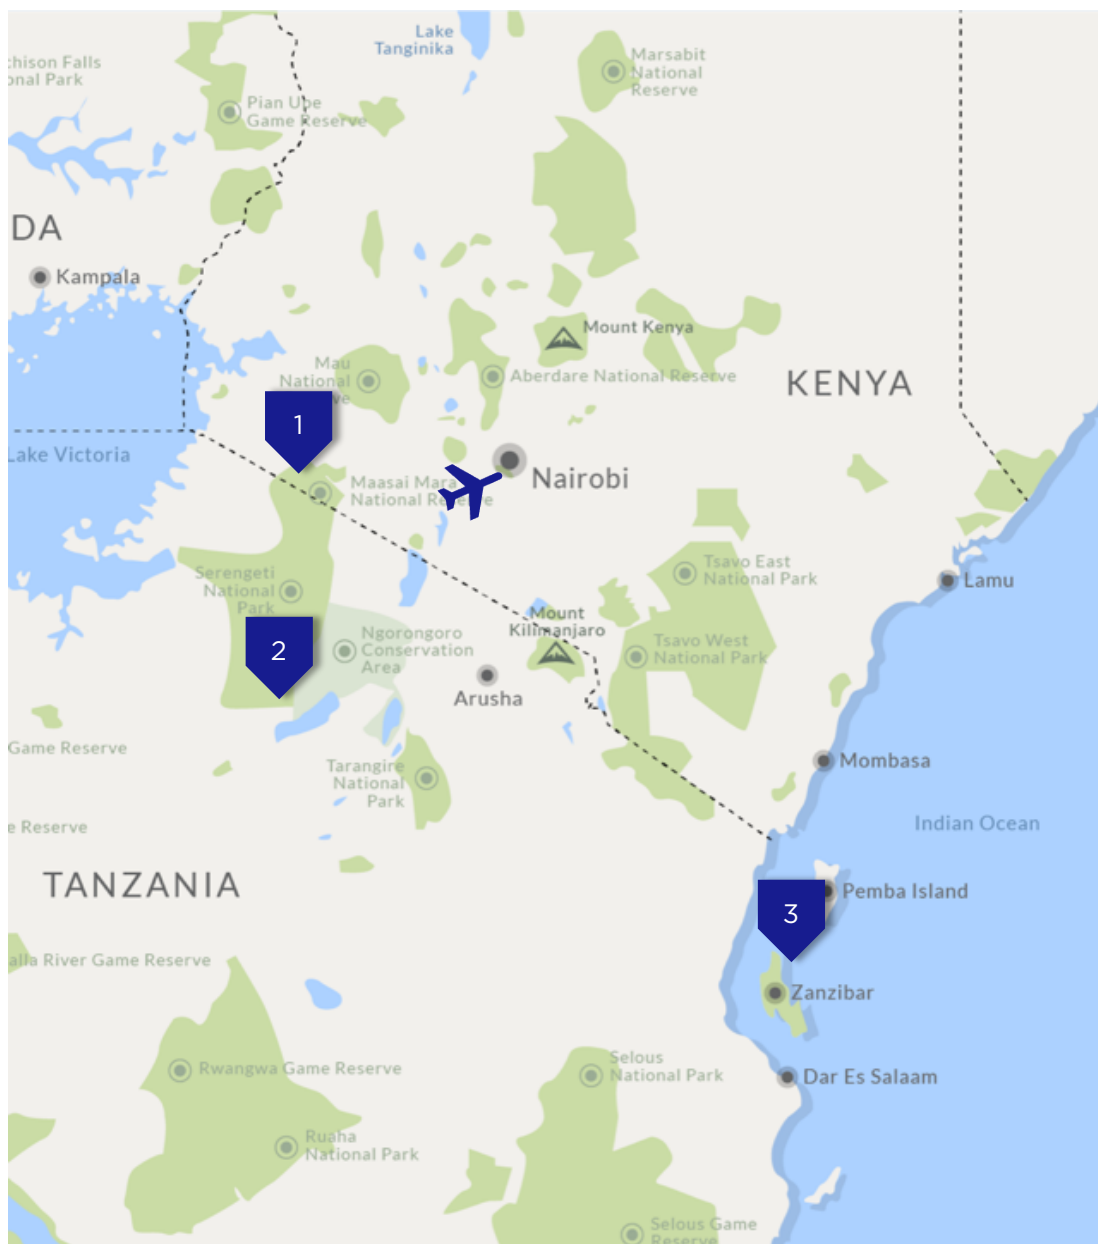 Lake
Tanginika
Marsabit
National
Reserve
chison Falls
onal Park
Pian Upe
Game Reserve
DA
Kampala
Mount Kenya
Mau
National
ve
Aberdare National Reserve
KENYA
1
Lake Victoria
Maasai Mara
National Reserve
Nairobi
Serengeti
National
Park
Tsavo East
National Park
Lamu
Mount
Kilimanjaro
Ngorongoro
Conservation
Area
Tsavo West
National Park
2
Arusha
Game Reserve
Mombasa
Tarangire
National
Park
e Reserve
Indian Ocean
TANZANIA
Pemba Island
3
alla River Game Reserve
Zanzibar
Rwangwa Game Reserve
Selous
National Park
Dar Es Salaam
Ruaha
National Park
Selous Game
Reserve